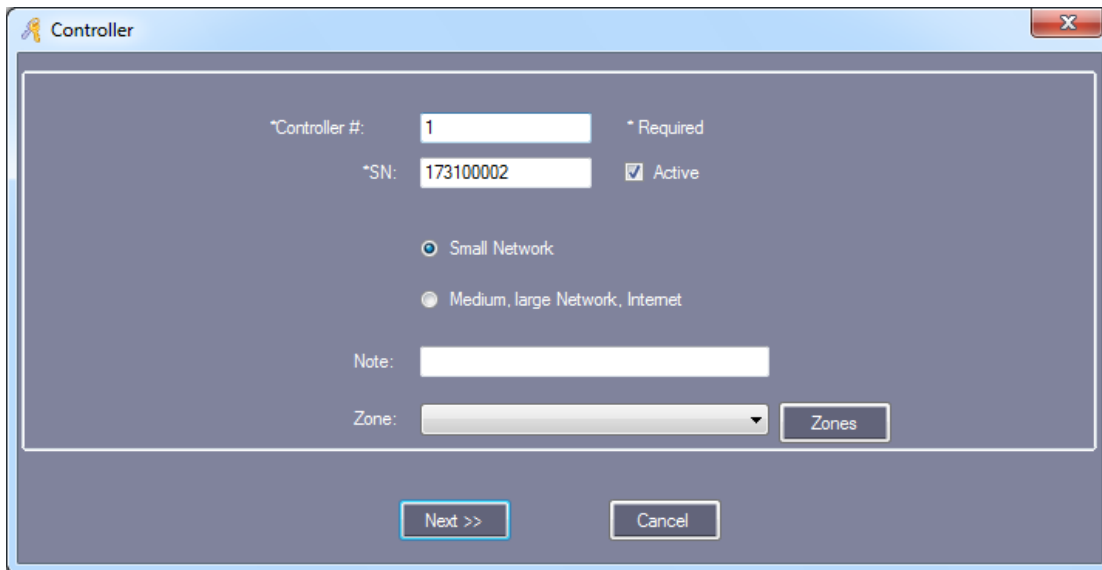 Controller
*Controller #: 1 * Required
*SN: 173100002 Active
Small Network
Medium, large Network, Internet
Note:
Zone: Zones
Next >> Cancel